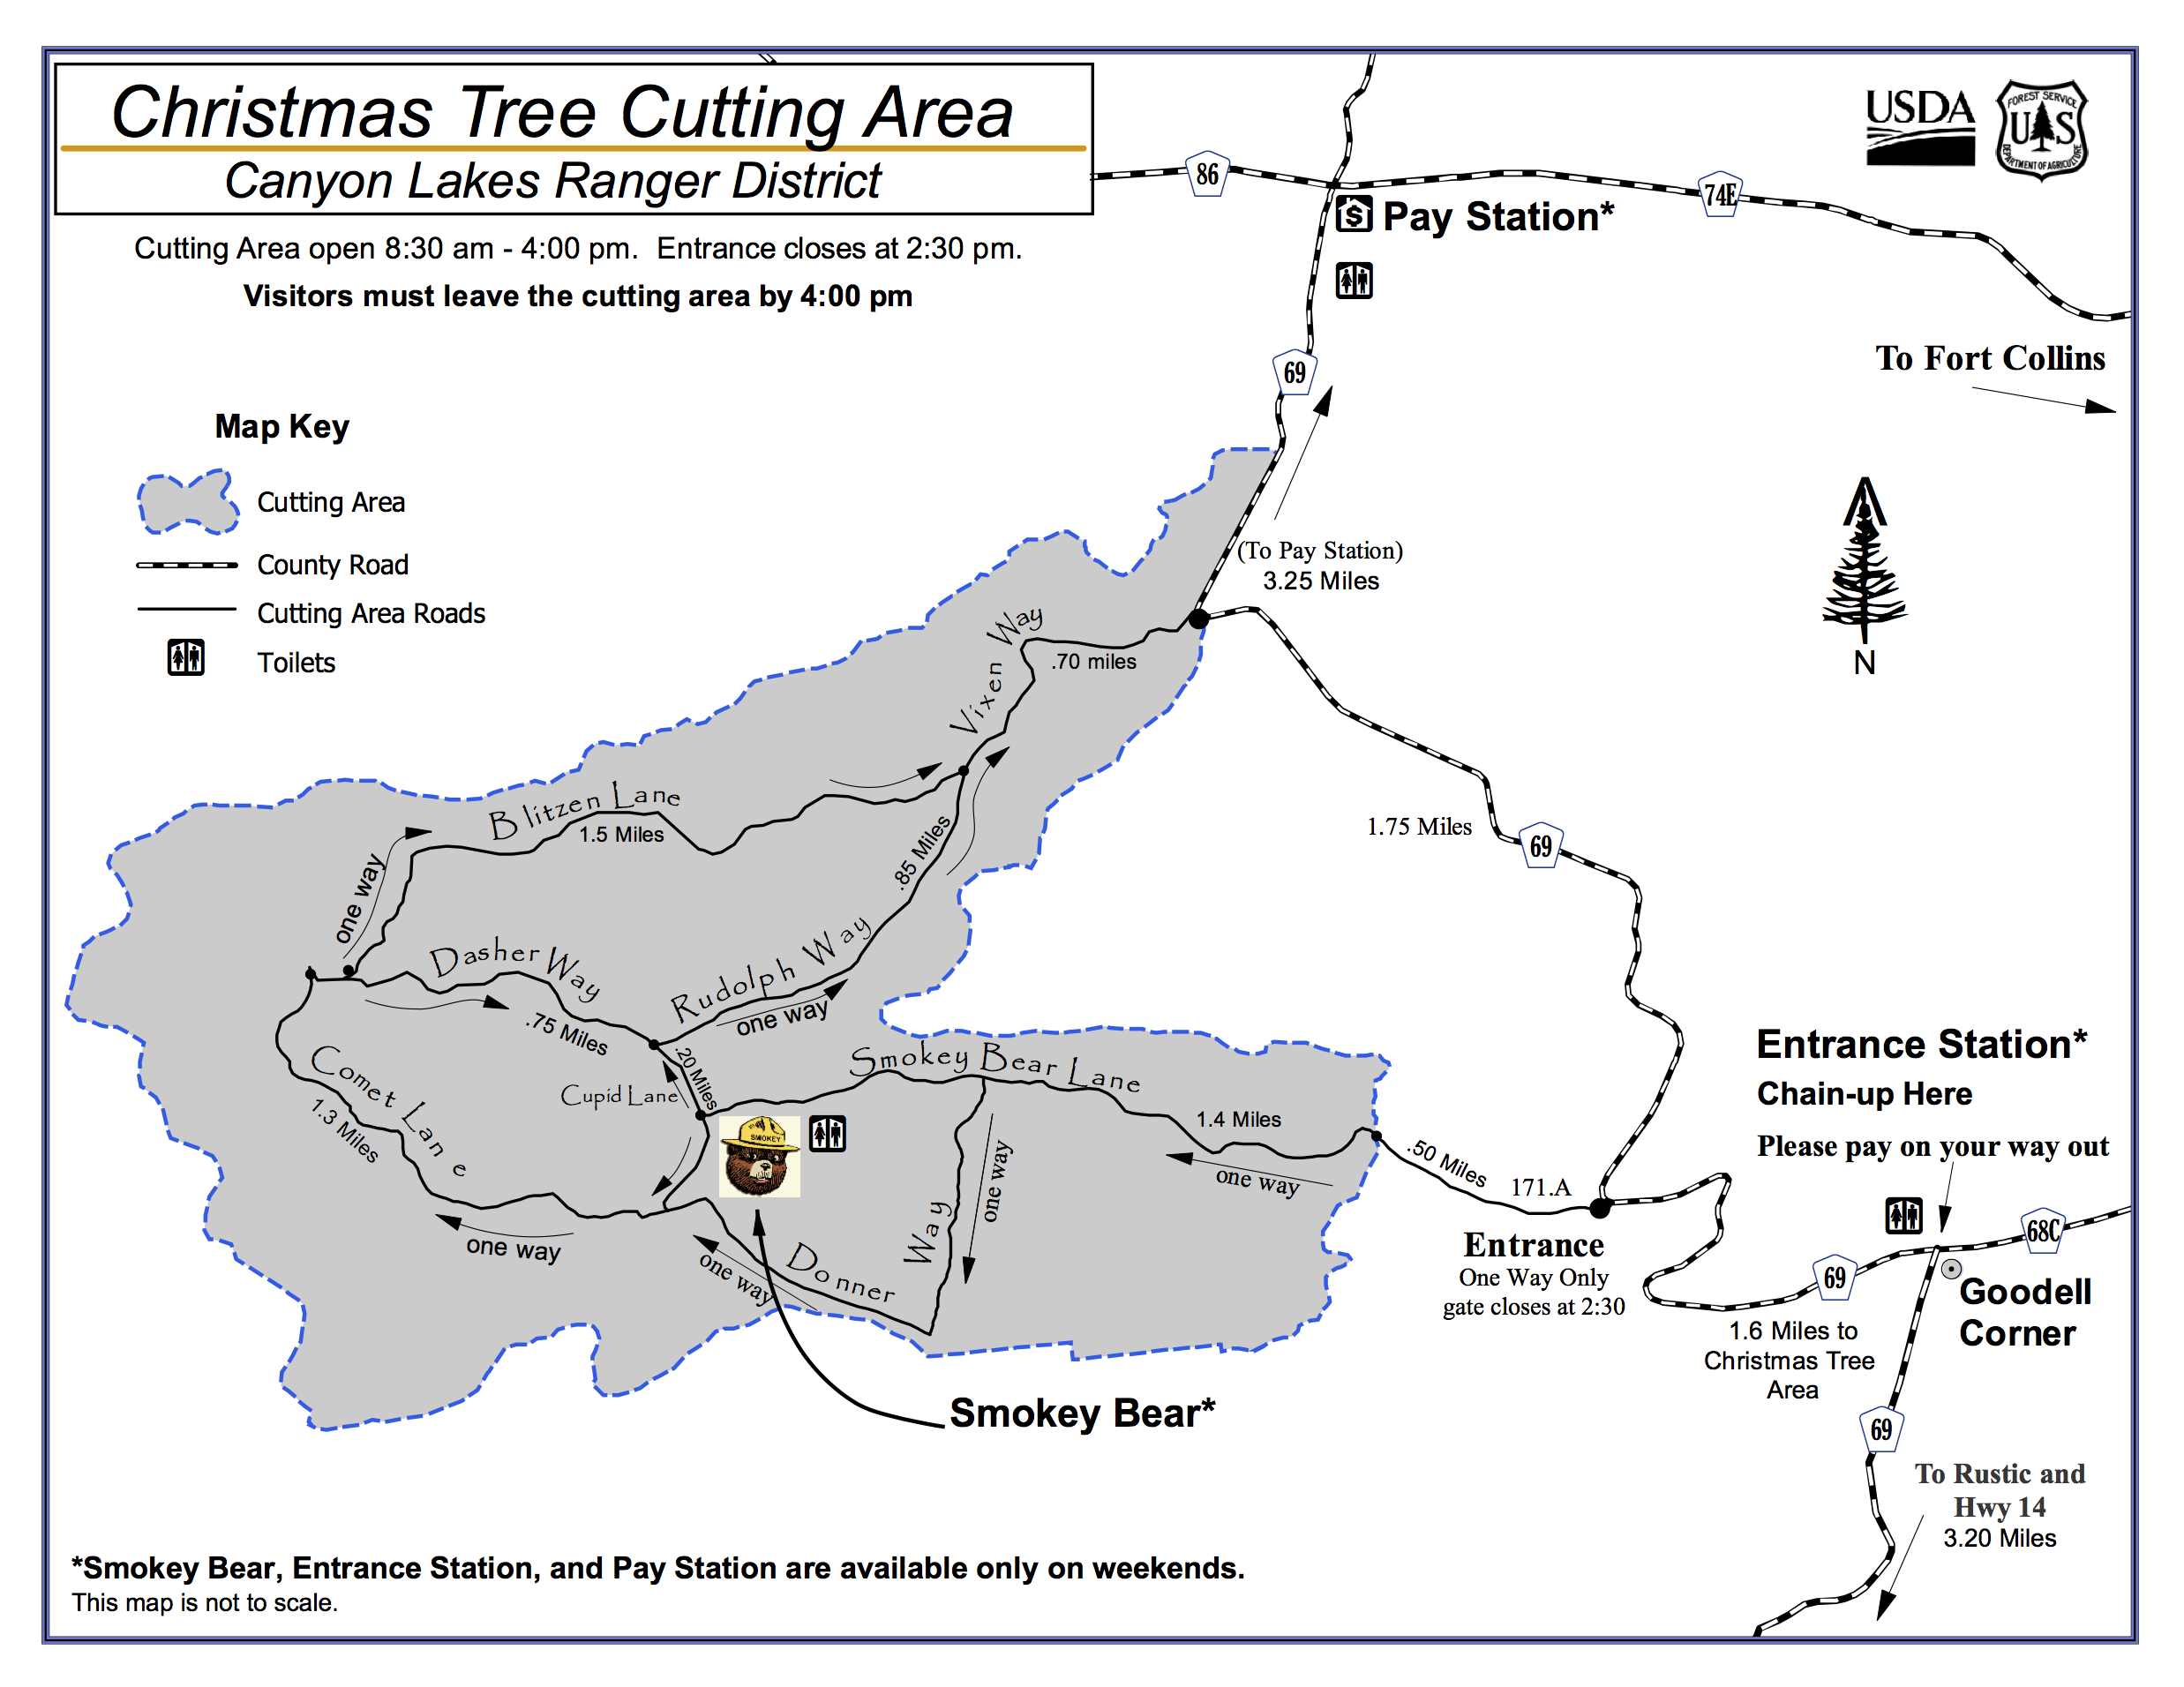 Christmas Tree Cutting Area
Canyon Lakes Ranger District
Cutting Area open 8:30 am - 4:00 pm. Entrance closes at 2:30 pm.
Visitors must leave the cutting area by 4:00 pm
USDA
FOREST SERVICE
U S
DEPARTMENT OF AGRICULTURE
86
74E
$
Pay Station*
69
To Fort Collins
Map Key
Cutting Area
County Road
Cutting Area Roads
Toilets
(To Pay Station)
3.25 Miles
N
Vixen Way
.70 miles
Blitzen Lane
1.5 Miles
one way
.85 Miles
1.75 Miles
69
Dasher Way
.75 Miles
Rudolph Way
one way
Comet Lane
1.3 Miles
one way
.20 Miles
Cupid Lane
Smokey Bear Lane
1.4 Miles
one way
SMOKEY
one way
Donner Way
one way
.50 Miles
171.A
Entrance
One Way Only
gate closes at 2:30
Entrance Station*
Chain-up Here
Please pay on your way out
68C
69
Goodell
Corner
1.6 Miles to
Christmas Tree
Area
69
To Rustic and
Hwy 14
3.20 Miles
Smokey Bear*
*Smokey Bear, Entrance Station, and Pay Station are available only on weekends.
This map is not to scale.